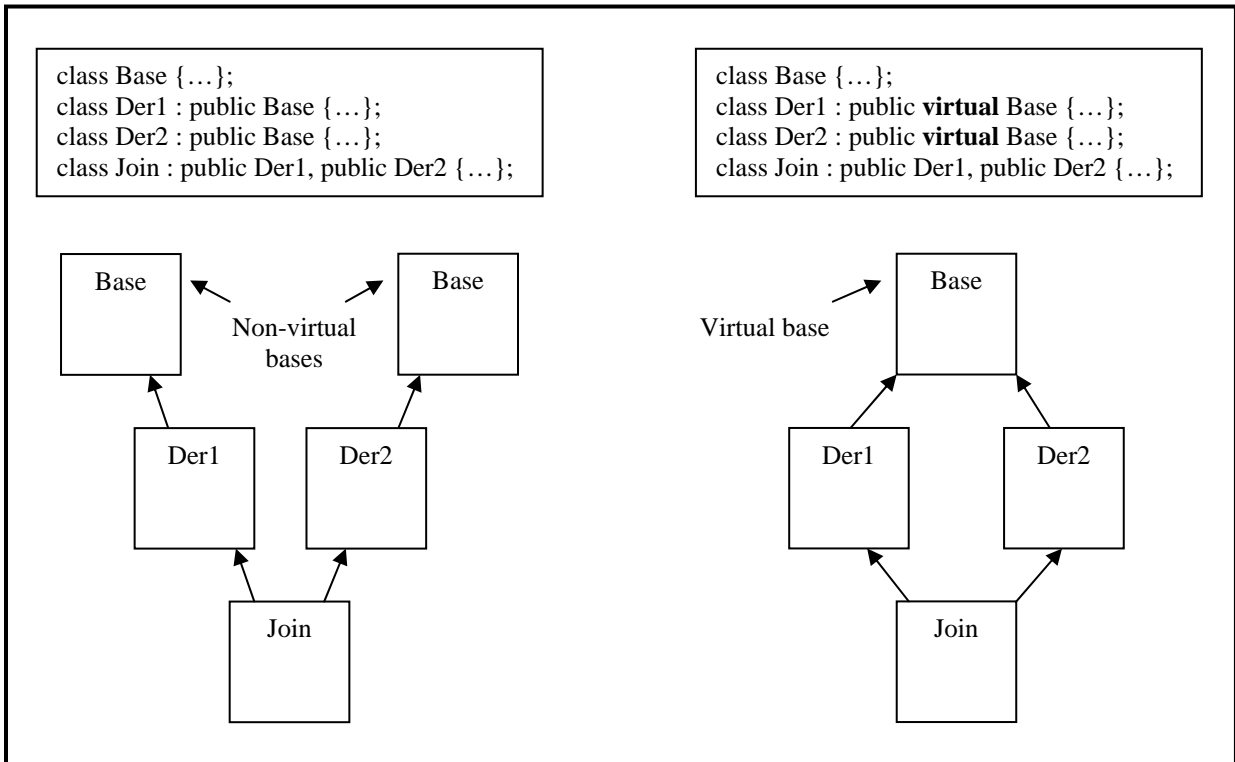 class Base {…};
class Der1 : public Base {…};
class Der2 : public Base {…};
class Join : public Der1, public Der2 {…};
Base
Base
Non-virtual
bases
Der1
Der2
Join
class Base {…};
class Der1 : public virtual Base {…};
class Der2 : public virtual Base {…};
class Join : public Der1, public Der2 {…};
Base
Virtual base
Der1
Der2
Join